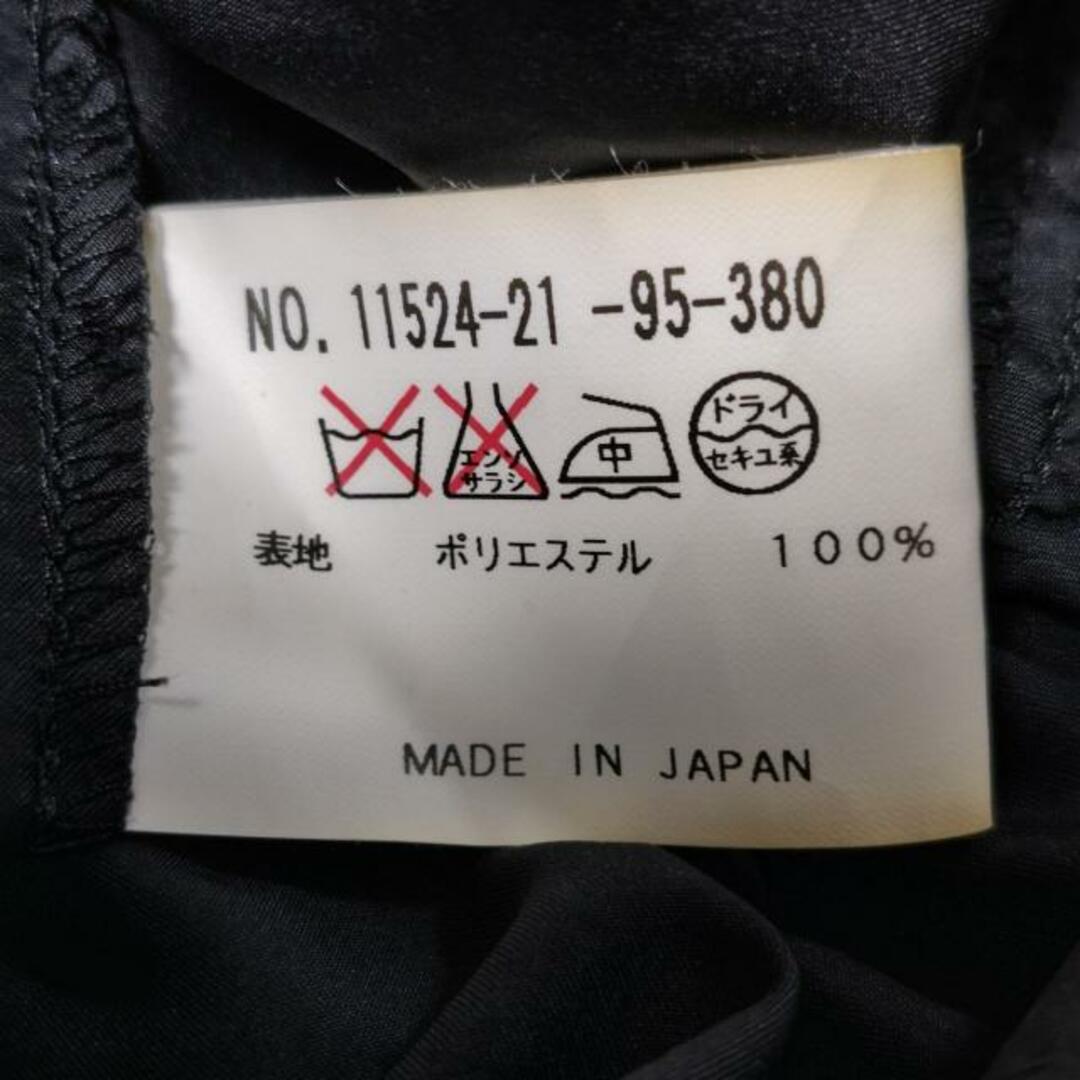 NO. 11524-21 -95-380
エンソ
サラシ
中
ドライ
セキユ系
表地 ポリエステル 100%
MADE IN JAPAN